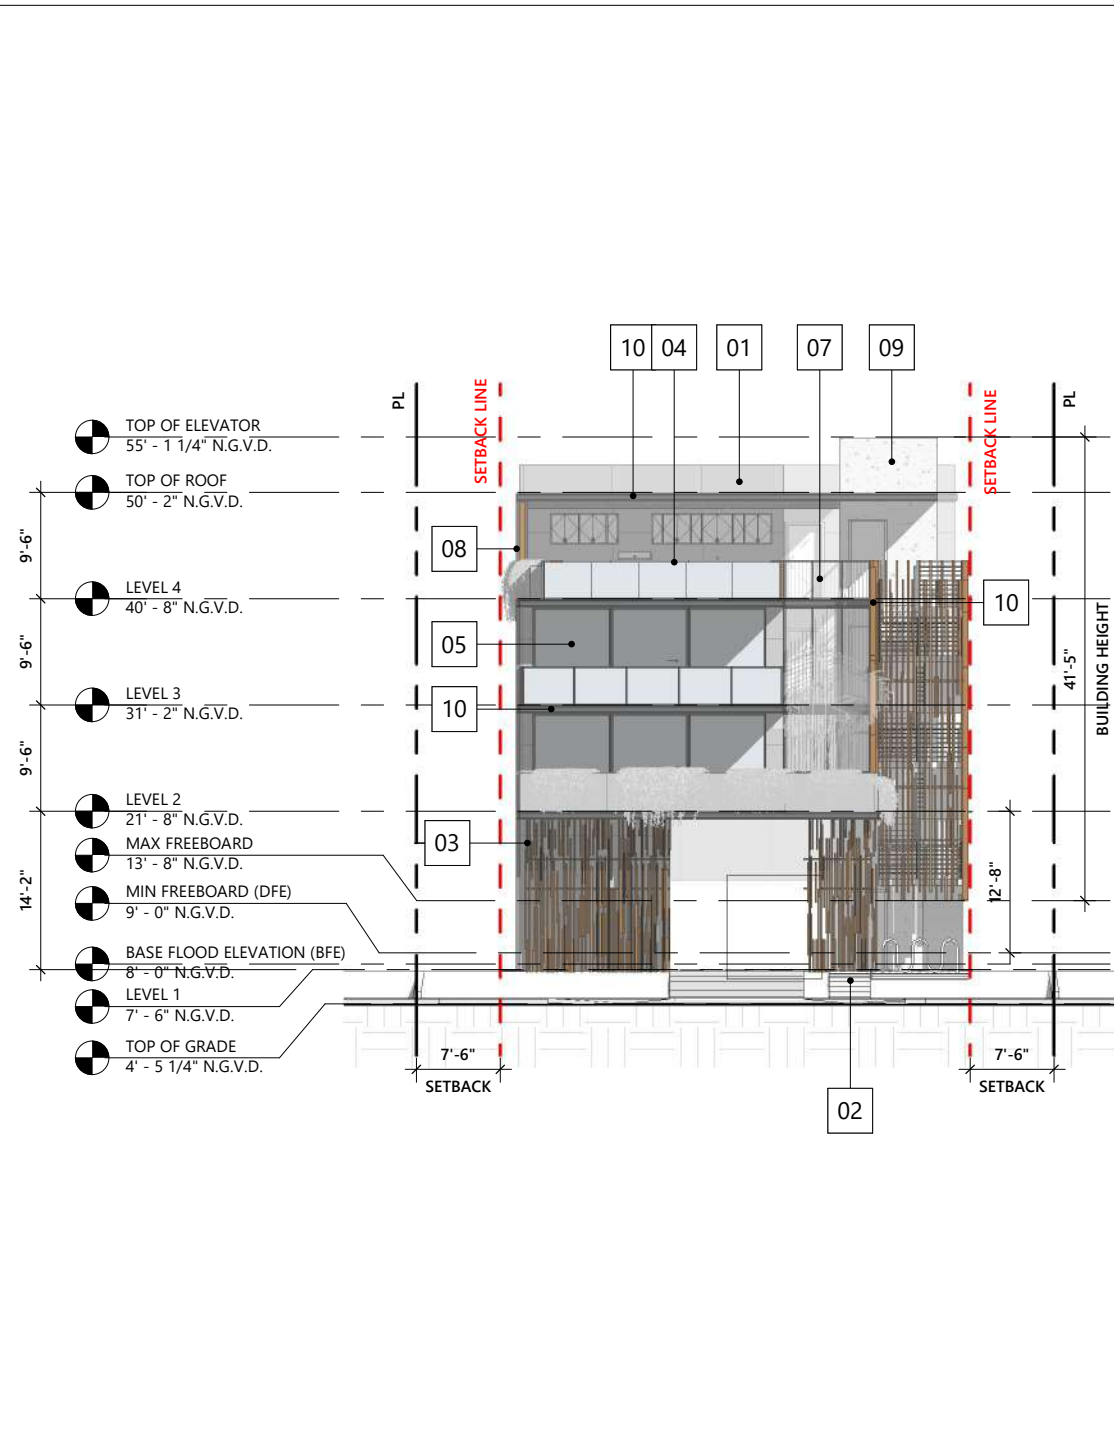 10
04
01
07
09
PL
SETBACK LINE
SETBACK LINE
PL
TOP OF ELEVATOR
55' - 1 1/4" N.G.V.D.
TOP OF ROOF
50' - 2" N.G.V.D.
9'-6"
08
LEVEL 4
40' - 8" N.G.V.D.
10
9'-6"
05
41'-5"
BUILDING HEIGHT
LEVEL 3
31' - 2" N.G.V.D.
10
9'-6"
LEVEL 2
21' - 8" N.G.V.D.
03
MAX FREEBOARD
13' - 8" N.G.V.D.
14'-2"
12'-8"
MIN FREEBOARD (DFE)
9' - 0" N.G.V.D.
BASE FLOOD ELEVATION (BFE)
8' - 0" N.G.V.D.
LEVEL 1
7' - 6" N.G.V.D.
TOP OF GRADE
4' - 5 1/4" N.G.V.D.
7'-6"
SETBACK
7'-6"
SETBACK
02